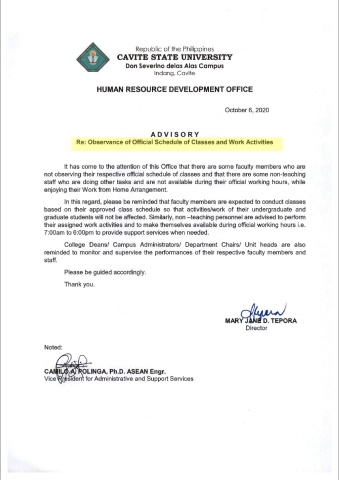 Republic of the Philippines
CAVITE STATE UNIVERSITY
Don Severino delas Alas Campus
Indang, Cavite
HUMAN RESOURCE DEVELOPMENT OFFICE
October 6, 2020
A D V I S O R Y
Re: Observance of Official Schedule of Classes and Work Activities
It has come to the attention of this Office that there are some faculty members who are
not observing their respective official schedule of classes and that there are some non-teaching
staff who are doing other tasks and are not available during their official working hours, while
enjoying their Work from Home Arrangement.
In this regard, please be reminded that faculty members are expected to conduct classes
based on their approved class schedule so that activities/work of their undergraduate and
graduate students will not be affected. Similarly, non –teaching personnel are advised to perform
their assigned work activities and to make themselves available during official working hours i.e.
7:00am to 6:00pm to provide support services when needed.
College Deans/ Campus Administrators/ Department Chairs/ Unit heads are also
reminded to monitor and supervise the performances of their respective faculty members and
staff.
Please be guided accordingly.
Thank you.
MARY JANE D. TEPORA
Director
Noted:
CAMILO A. POLINGA, Ph.D. ASEAN Engr.
Vice President for Administrative and Support Services